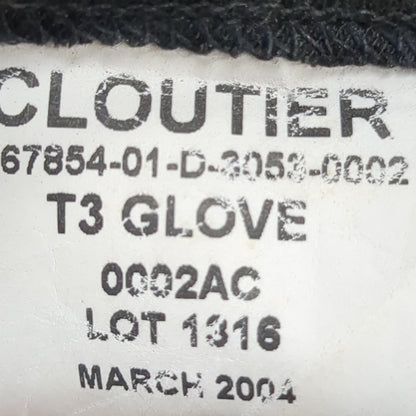 CLOUTIER
67854-01-D-3053-0002
T3 GLOVE
0002AC
LOT 1316
MARCH 2004